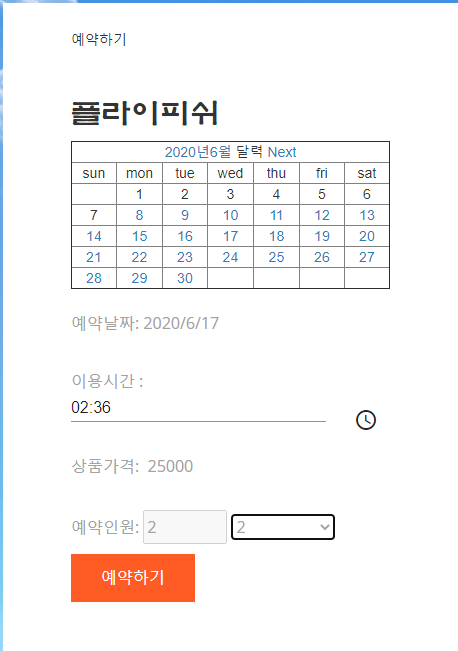 예약하기
플라이피쉬
2020년6월 달력 Next
sun mon tue wed thu fri sat
1 2 3 4 5 6
7 8 9 10 11 12 13
14 15 16 17 18 19 20
21 22 23 24 25 26 27
28 29 30
예약날짜: 2020/6/17
이용시간 :
02:36
상품가격: 25000
예약인원: 2 2
예약하기